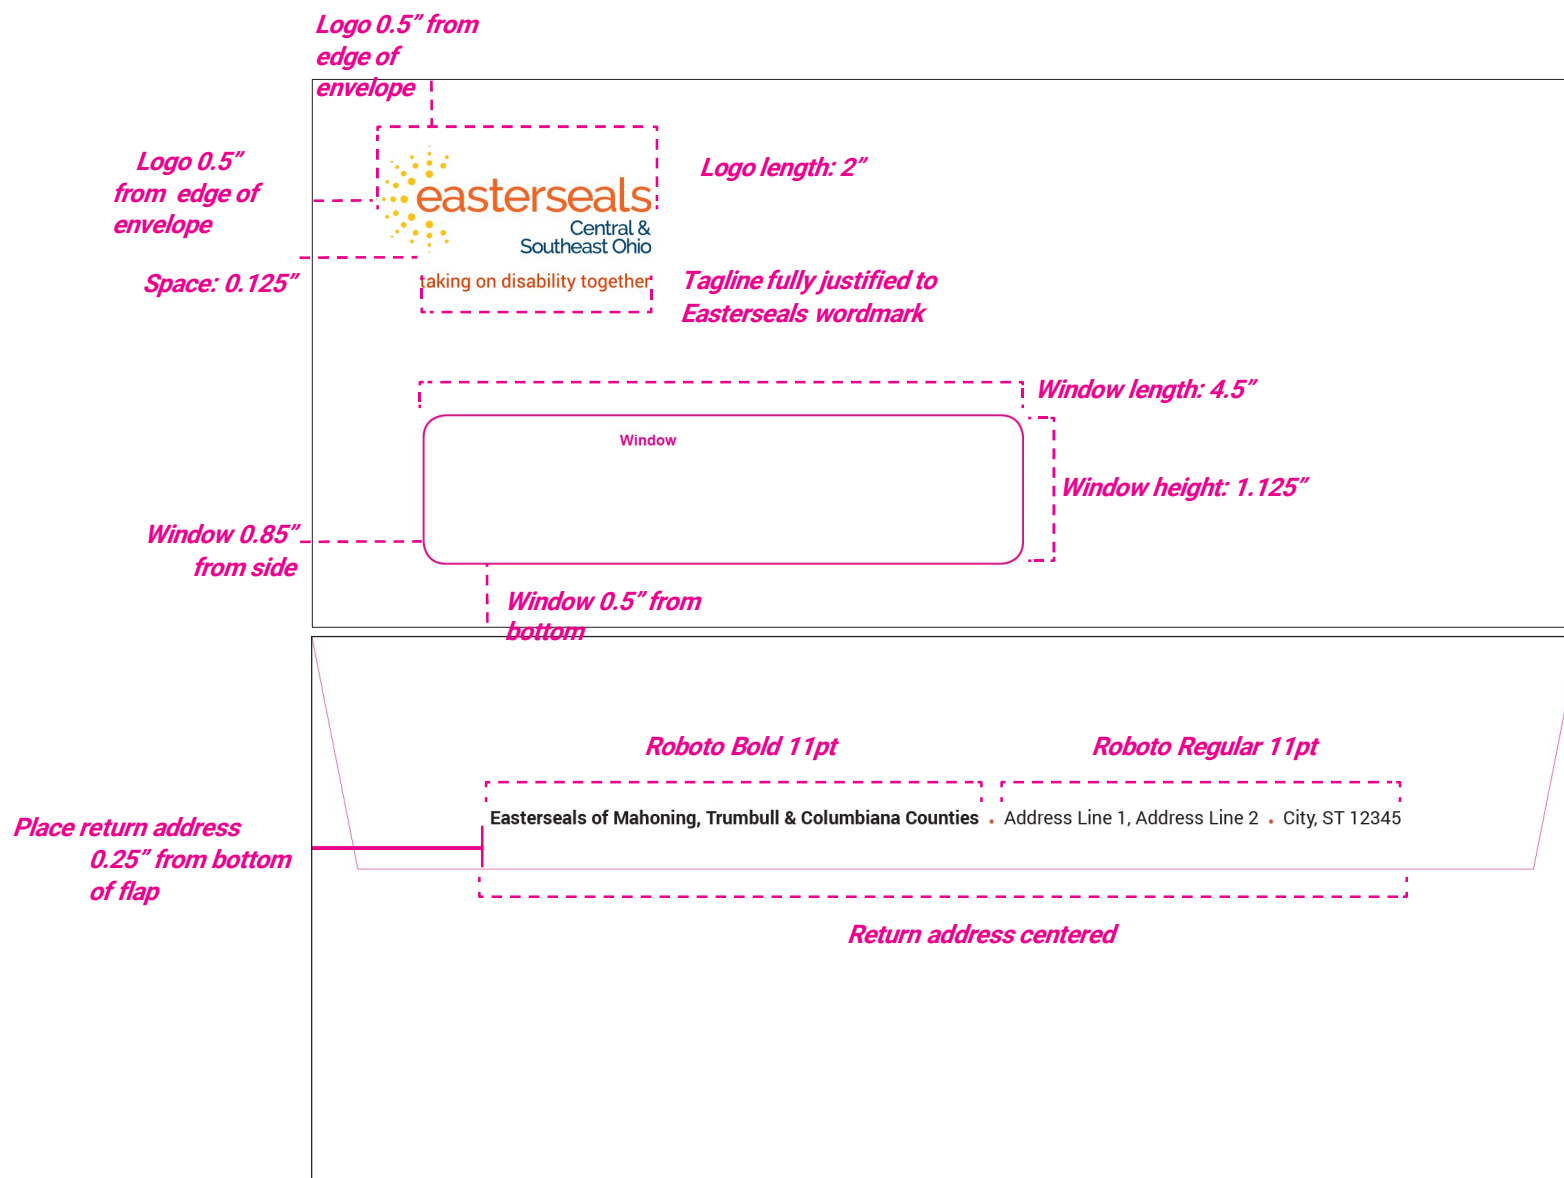 Logo 0.5” from
edge of
envelope
Logo 0.5”
from edge of
envelope
Logo length: 2”
easterseals
Central &
Southeast Ohio
Space: 0.125”
taking on disability together
Tagline fully justified to
Easterseals wordmark
Window length: 4.5”
Window
Window height: 1.125”
Window 0.85”
from side
Window 0.5” from
bottom
Roboto Bold 11pt
Roboto Regular 11pt
Easterseals of Mahoning, Trumbull & Columbiana Counties • Address Line 1, Address Line 2 • City, ST 12345
Place return address
0.25” from bottom
of flap
Return address centered